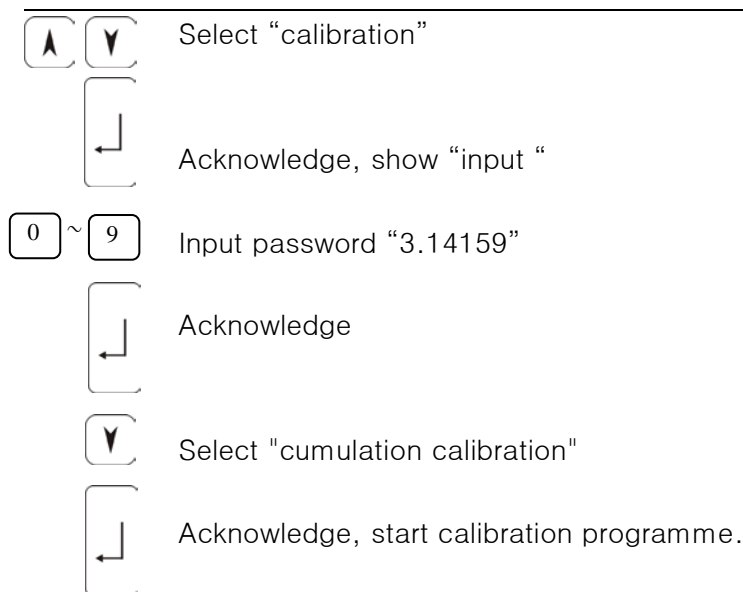 Select “calibration”
Acknowledge, show “input “
0 ~ 9 Input password “3.14159”
Acknowledge
Select "cumulation calibration"
Acknowledge, start calibration programme.